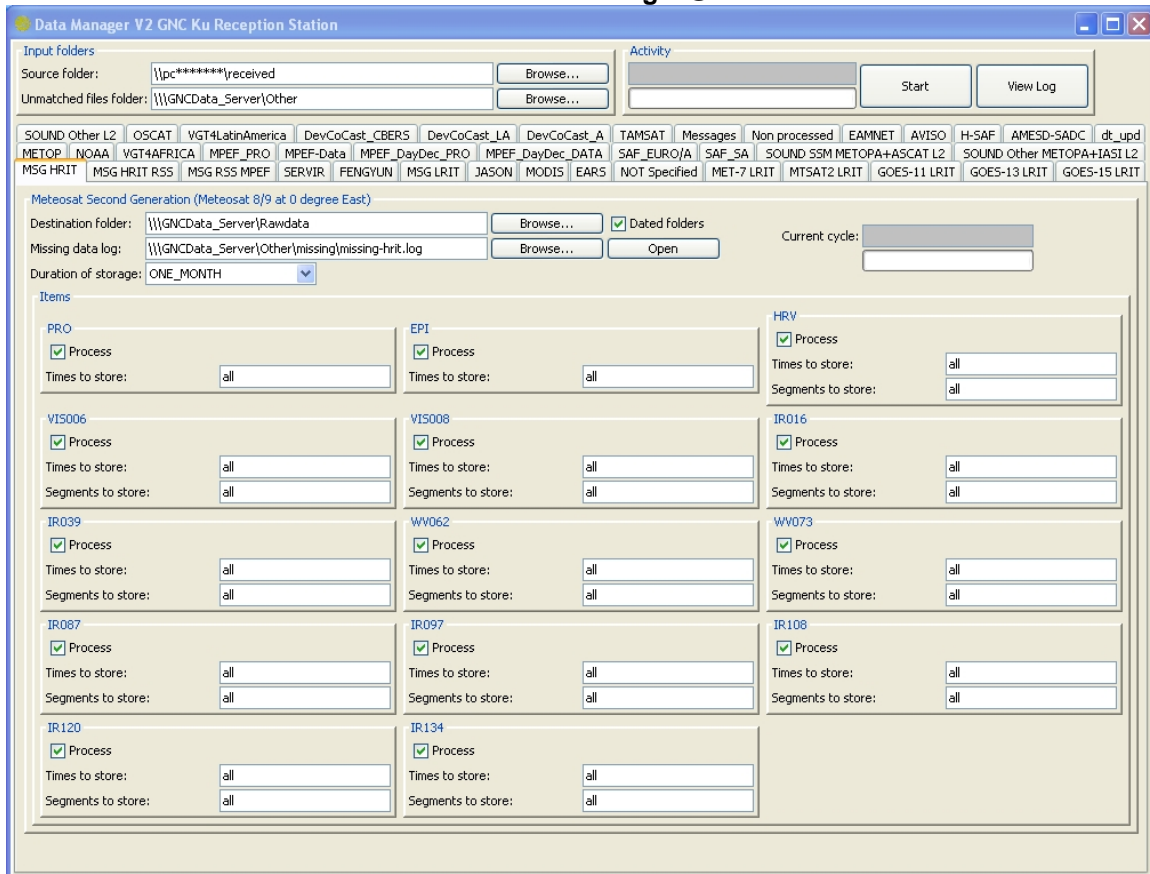 Data Manager V2 GNC Ku Reception Station
Input folders
Source folder: \\pc*******\received Browse...
Unmatched files folder: \\\GNCData_Server\Other Browse...
Activity
Start View Log
SOUND Other L2 OSCAT VGT4LatinAmerica DevCoCast_CBERS DevCoCast_LA DevCoCast_A TAMSAT Messages Non processed EAMNET AVISO H-SAF AMESD-SADC dt_upd
METOP NOAA VGT4AFRICA MPEF_PRO MPEF-Data MPEF_DayDec_PRO MPEF_DayDec_DATA SAF_EURO/A SAF_SA SOUND SSM METOPA+ASCAT L2 SOUND Other METOPA+IASI L2
MSG HRIT MSG HRIT RSS MSG RSS MPEF SERVIR FENGYUN MSG LRIT JASON MODIS EARS NOT Specified MET-7 LRIT MTSAT2 LRIT GOES-11 LRIT GOES-13 LRIT GOES-15 LRIT
Meteosat Second Generation (Meteosat 8/9 at 0 degree East)
Destination folder: \\\GNCData_Server\Rawdata Browse... Dated folders
Current cycle:
Missing data log: \\\GNCData_Server\Other\missing\missing-hrit.log Browse... Open
Duration of storage: ONE_MONTH
Items
PRO EPI HRV
Process Process Process
Times to store: all Times to store: all Times to store: all
Segments to store: all
VIS006 VIS008 IR016
Process Process Process
Times to store: all Times to store: all Times to store: all
Segments to store: all Segments to store: all Segments to store: all
IR039 WV062 WV073
Process Process Process
Times to store: all Times to store: all Times to store: all
Segments to store: all Segments to store: all Segments to store: all
IR087 IR097 IR108
Process Process Process
Times to store: all Times to store: all Times to store: all
Segments to store: all Segments to store: all Segments to store: all
IR120 IR134
Process Process
Times to store: all Times to store: all
Segments to store: all Segments to store: all